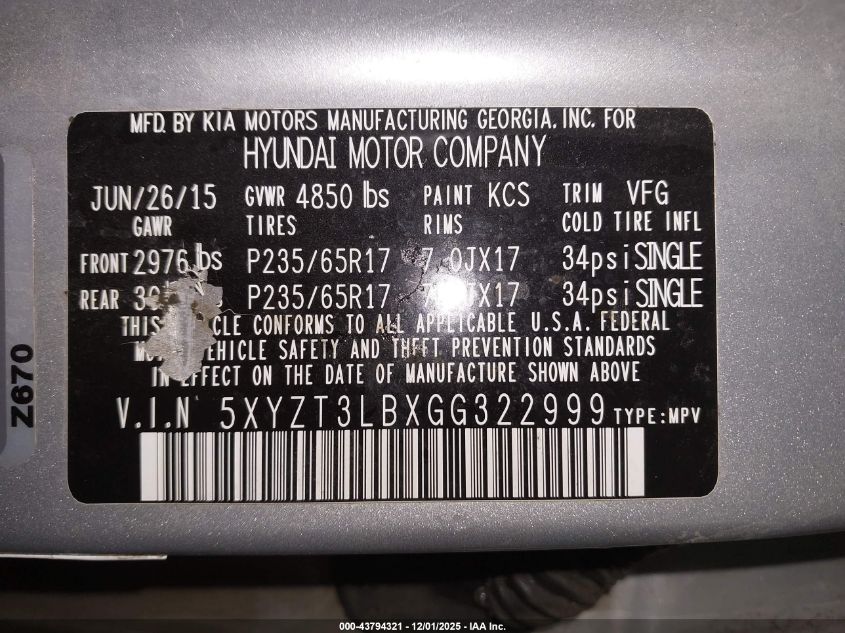 MFD. BY KIA MOTORS MANUFACTURING GEORGIA, INC. FOR
HYUNDAI MOTOR COMPANY
JUN/26/15 GVWR 4850 lbs PAINT KCS TRIM VFG
GAWR TIRES RIMS COLD TIRE INFL
FRONT 2976 lbs P235/65R17 7.0JX17 34psi SINGLE
REAR P235/65R17 34psi SINGLE
THIS CONFORMS TO ALL APPLICABLE U.S.A. FEDERAL
VEHICLE SAFETY AND THEFT PREVENTION STANDARDS
IN EFFECT ON THE DATE OF MANUFACTURE SHOWN ABOVE
V.I.N 5XYZT3LBXGG322999 TYPE:MPV
Z670
000-43794321 - 12/01/2025 - IAA Inc.